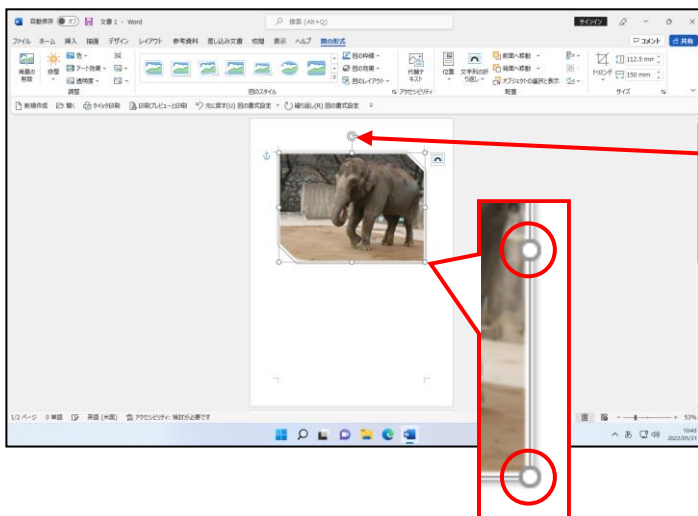 自動保存 オフ 文書 1 - Word 検索 (Alt+Q) サインイン
ファイル ホーム 挿入 描画 デザイン レイアウト 参考資料 差し込み文書 校閲 表示 ヘルプ 図の形式 コメント 共有
背景の
削除
修整
色
アート効果
透明度
調整
図のスタイル
図の枠線
図の効果
図のレイアウト
代替テ
キスト
アクセシビリティ
位置
文字列の折
り返し
前面へ移動
背面へ移動
オブジェクトの選択と表示
配置
トリミング
112.5 mm
150 mm
サイズ
新規作成 開く クイック印刷 印刷プレビューと印刷 元に戻す(U) 図の書式設定 繰り返し(R) 図の書式設定
1/2 ページ 0 単語 英語 (米国) アクセシビリティ: 検討が必要です 53%
あ 10:43
2022/05/21